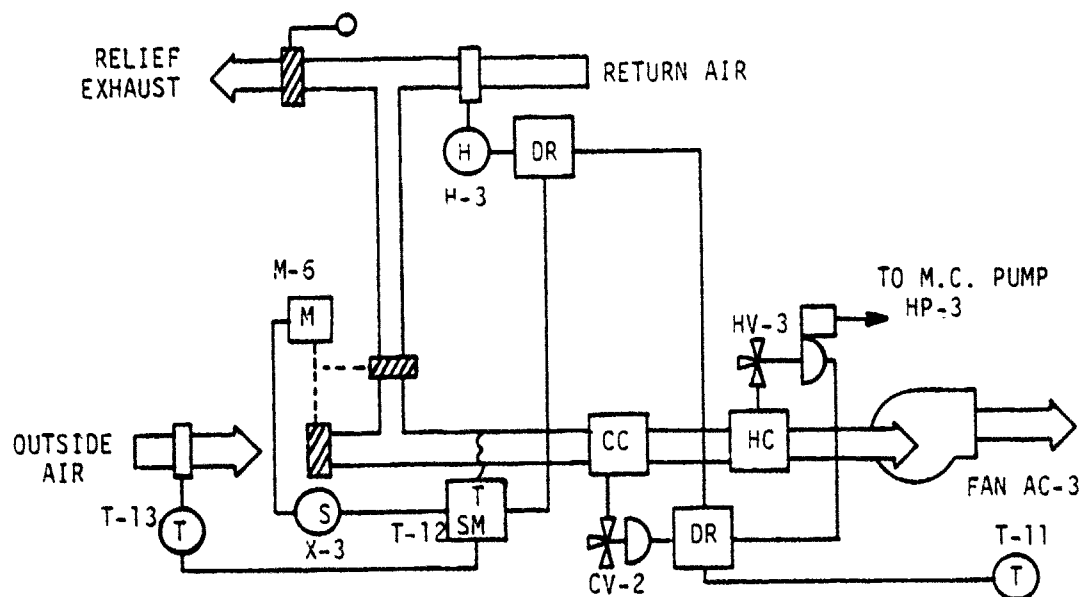 RELIEF
EXHAUST
RETURN AIR
H
DR
H-3
M-6
M
TO M.C. PUMP
HP-3
HV-3
OUTSIDE
AIR
CC
HC
FAN AC-3
T-13
T
S
X-3
T-12
T
SM
CV-2
DR
T-11
T